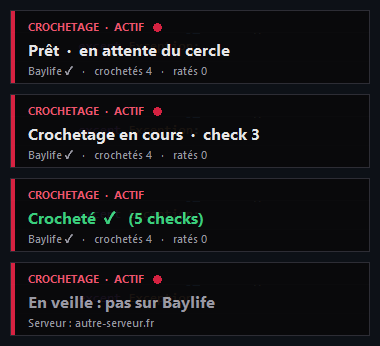 CROCHETAGE · ACTIF
Prêt · en attente du cercle
Baylife ✓ · crochetés 4 · ratés 0
CROCHETAGE · ACTIF
Crochetage en cours · check 3
Baylife ✓ · crochetés 4 · ratés 0
CROCHETAGE · ACTIF
Crocheté ✓ (5 checks)
Baylife ✓ · crochetés 4 · ratés 0
CROCHETAGE · ACTIF
En veille : pas sur Baylife
Serveur : autre-serveur.fr